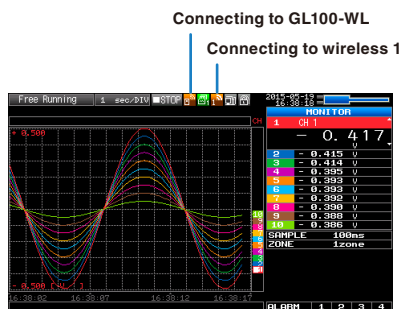 Connecting to GL100-WL
Connecting to wireless 1
Free Running 1 sec/DIV STOP
2015-05-19
16:38:18
CH
MONITOR
1 CH 1
- 0.417
V
2 - 0.415 V
3 - 0.414 V
4 - 0.395 V
5 - 0.393 V
6 - 0.393 V
7 - 0.392 V
8 - 0.390 V
9 - 0.388 V
10 - 0.386 V
SAMPLE 100ms
ZONE 1zone
+ 0.500
10
- 0.500 [ V ]
16:38:02 16:38:07 16:38:12 16:38:17
ALARM 1 2 3 4